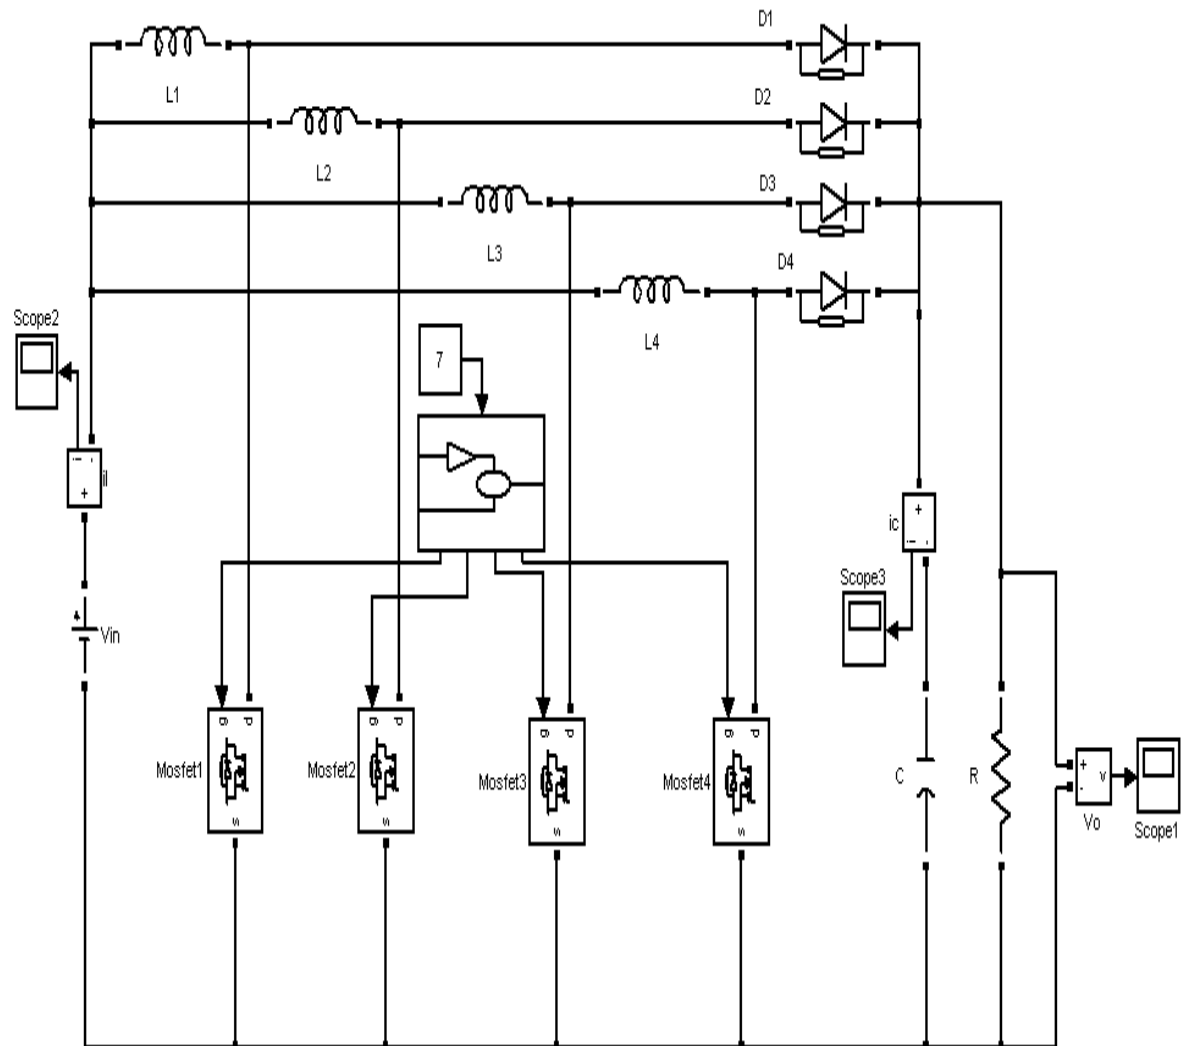 D1
L1
D2
L2
D3
L3
D4
L4
Scope2
7
i
- -
+
il
+
Vin
+
i
- -
ic
Scope3
g
D
s
Mosfet1
g
D
s
Mosfet2
g
D
s
Mosfet3
g
D
s
Mosfet4
C
R
+
-
v
Vo
Scope1